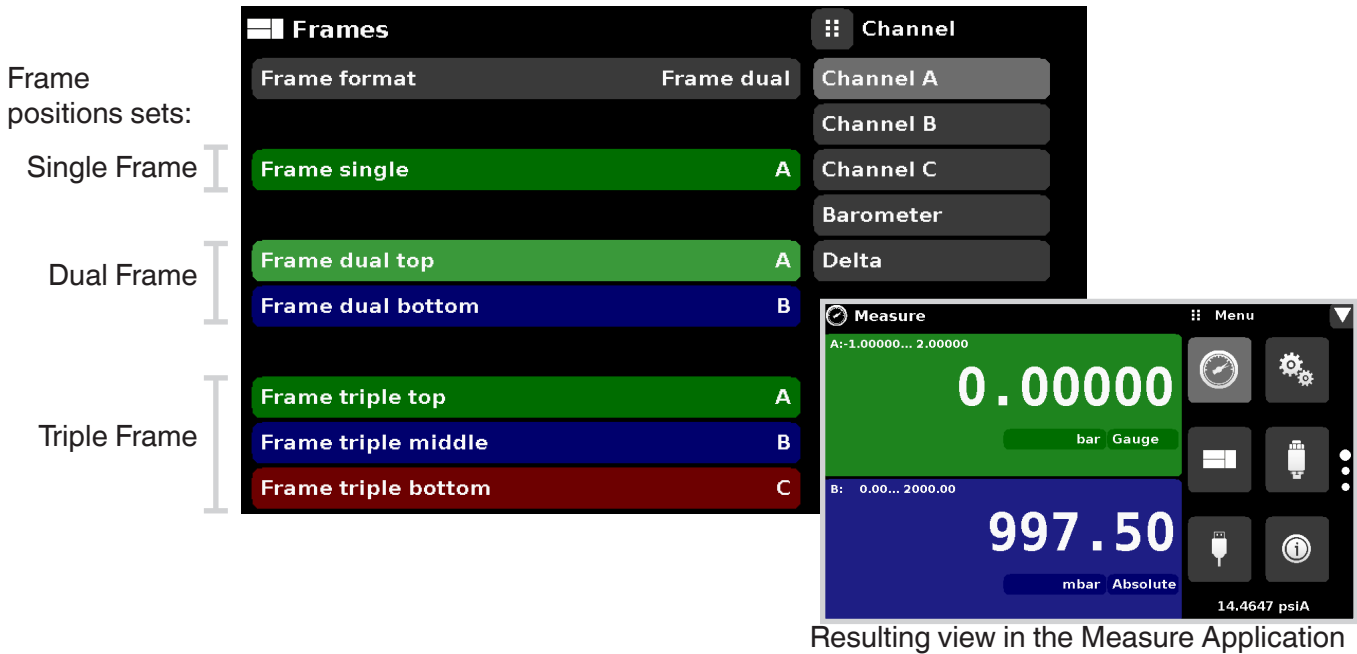 Frames
Channel
Frame
positions sets:
Frame format Frame dual
Channel A
Channel B
Single Frame
Frame single A
Channel C
Barometer
Dual Frame
Frame dual top A
Delta
Frame dual bottom B
Triple Frame
Frame triple top A
Frame triple middle B
Frame triple bottom C
Measure
Menu
A:-1.00000... 2.00000
0.00000
bar Gauge
B: 0.00... 2000.00
997.50
mbar Absolute
14.4647 psiA
Resulting view in the Measure Application